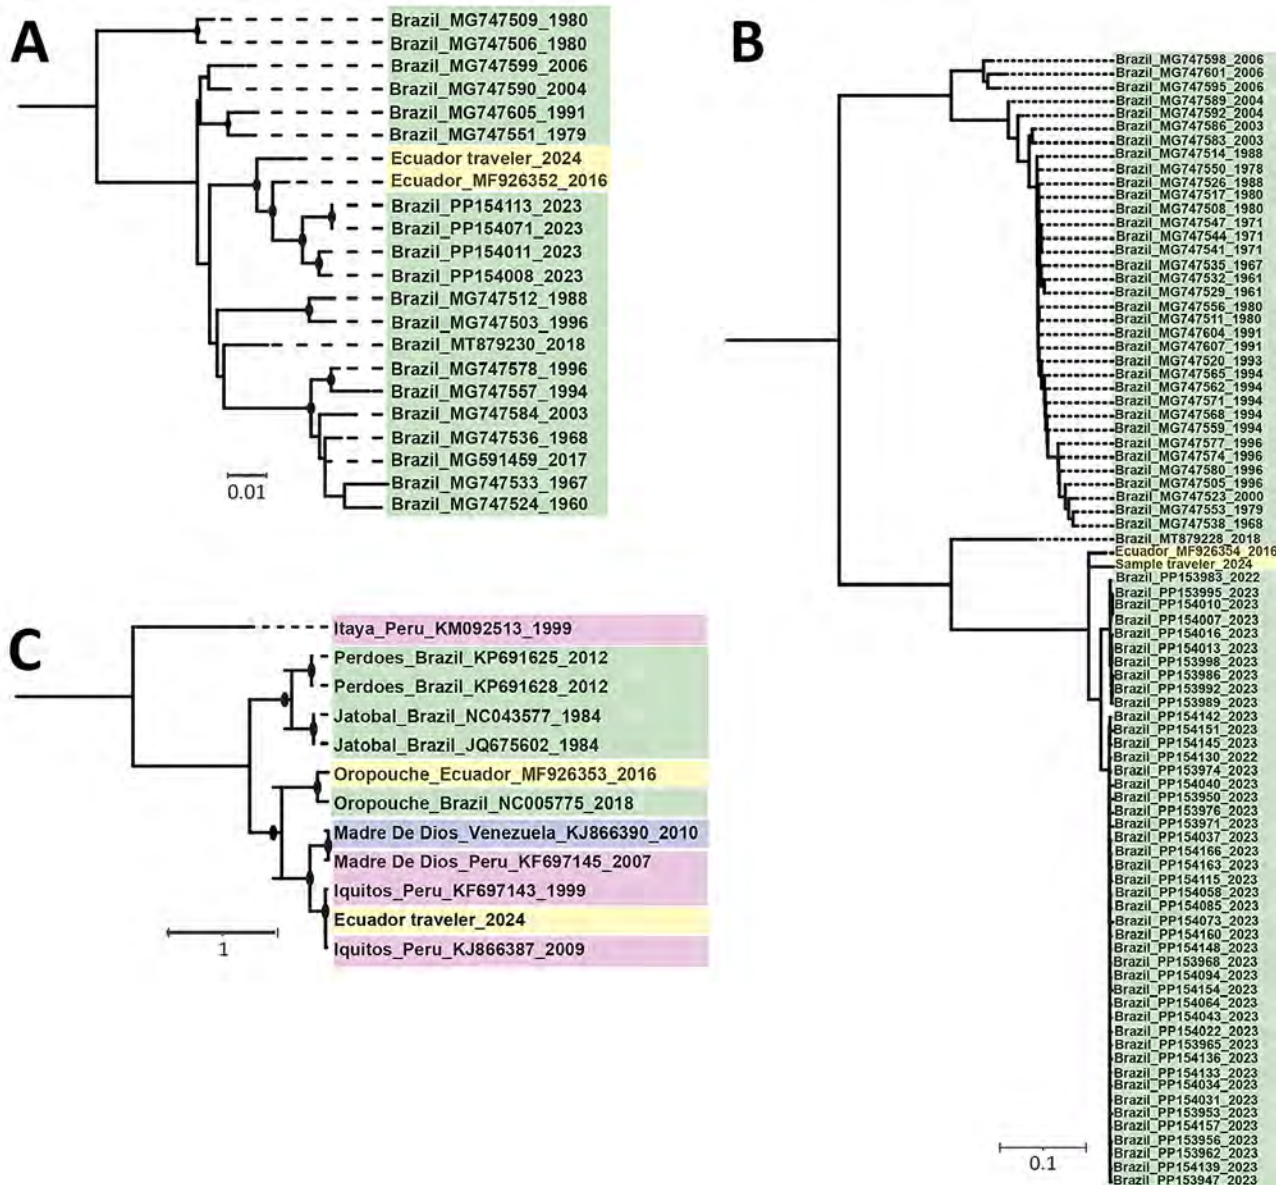 A
Brazil_MG747509_1980
Brazil_MG747506_1980
Brazil_MG747599_2006
Brazil_MG747590_2004
Brazil_MG747605_1991
Brazil_MG747551_1979
Ecuador traveler_2024
Ecuador_MF926352_2016
Brazil_PP154113_2023
Brazil_PP154071_2023
Brazil_PP154011_2023
Brazil_PP154008_2023
Brazil_MG747512_1988
Brazil_MG747503_1996
Brazil_MT879230_2018
Brazil_MG747578_1996
Brazil_MG747557_1994
Brazil_MG747584_2003
Brazil_MG747536_1968
Brazil_MG591459_2017
Brazil_MG747533_1967
Brazil_MG747524_1960
0.01
B
Brazil_MG747598_2006
Brazil_MG747601_2006
Brazil_MG747595_2006
Brazil_MG747589_2004
Brazil_MG747592_2004
Brazil_MG747586_2003
Brazil_MG747583_2003
Brazil_MG747514_1988
Brazil_MG747550_1978
Brazil_MG747526_1988
Brazil_MG747517_1980
Brazil_MG747508_1980
Brazil_MG747547_1971
Brazil_MG747544_1971
Brazil_MG747541_1971
Brazil_MG747535_1967
Brazil_MG747532_1961
Brazil_MG747529_1961
Brazil_MG747556_1980
Brazil_MG747511_1980
Brazil_MG747604_1991
Brazil_MG747607_1991
Brazil_MG747520_1993
Brazil_MG747565_1994
Brazil_MG747562_1994
Brazil_MG747571_1994
Brazil_MG747568_1994
Brazil_MG747559_1994
Brazil_MG747577_1996
Brazil_MG747574_1996
Brazil_MG747580_1996
Brazil_MG747505_1996
Brazil_MG747523_2000
Brazil_MG747553_1979
Brazil_MG747538_1968
Brazil_MT879228_2018
Ecuador_MF926354_2016
Sample traveler_2024
Brazil_PP153983_2022
Brazil_PP153995_2023
Brazil_PP154010_2023
Brazil_PP154007_2023
Brazil_PP154016_2023
Brazil_PP154013_2023
Brazil_PP153998_2023
Brazil_PP153986_2023
Brazil_PP153992_2023
Brazil_PP153989_2023
Brazil_PP154142_2023
Brazil_PP154151_2023
Brazil_PP154145_2023
Brazil_PP154130_2022
Brazil_PP153974_2023
Brazil_PP154040_2023
Brazil_PP153950_2023
Brazil_PP153976_2023
Brazil_PP153971_2023
Brazil_PP154037_2023
Brazil_PP154166_2023
Brazil_PP154163_2023
Brazil_PP154115_2023
Brazil_PP154058_2023
Brazil_PP154085_2023
Brazil_PP154073_2023
Brazil_PP154160_2023
Brazil_PP154148_2023
Brazil_PP153968_2023
Brazil_PP154094_2023
Brazil_PP154154_2023
Brazil_PP154064_2023
Brazil_PP154043_2023
Brazil_PP154022_2023
Brazil_PP153965_2023
Brazil_PP154136_2023
Brazil_PP154133_2023
Brazil_PP154034_2023
Brazil_PP154031_2023
Brazil_PP153953_2023
Brazil_PP154157_2023
Brazil_PP153956_2023
Brazil_PP153962_2023
Brazil_PP154139_2023
Brazil_PP153947_2023
0.1
C
Itaya_Peru_KM092513_1999
Perdoes_Brazil_KP691625_2012
Perdoes_Brazil_KP691628_2012
Jatobal_Brazil_NC043577_1984
Jatobal_Brazil_JQ675602_1984
Oropouche_Ecuador_MF926353_2016
Oropouche_Brazil_NC005775_2018
Madre De Dios_Venezuela_KJ866390_2010
Madre De Dios_Peru_KF697145_2007
Iquitos_Peru_KF697143_1999
Ecuador traveler_2024
Iquitos_Peru_KJ866387_2009
1